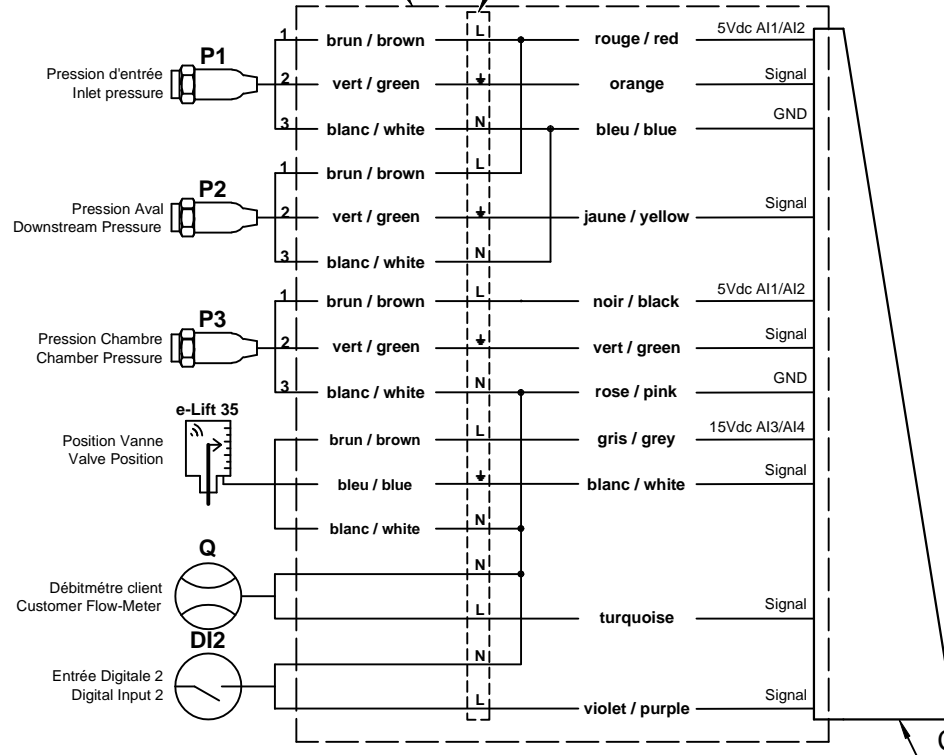 1 brun / brown L rouge / red 5Vdc AI1/AI2
P1
Pression d'entrée
Inlet pressure
2 vert / green orange Signal
3 blanc / white N bleu / blue GND
1 brun / brown L
P2
Pression Aval
Downstream Pressure
2 vert / green jaune / yellow Signal
3 blanc / white N
1 brun / brown L noir / black 5Vdc AI1/AI2
P3
Pression Chambre
Chamber Pressure
2 vert / green vert / green Signal
3 blanc / white N rose / pink GND
e-Lift 35
brun / brown L gris / grey 15Vdc AI3/AI4
Position Vanne
Valve Position
bleu / blue blanc / white Signal
blanc / white N
Q
N
Débitmétre client
Customer Flow-Meter
L turquoise Signal
DI2
N
Entrée Digitale 2
Digital Input 2
L violet / purple Signal